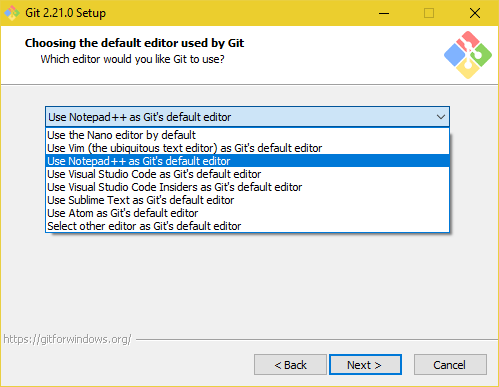 Git 2.21.0 Setup
Choosing the default editor used by Git
Which editor would you like Git to use?
Use Notepad++ as Git's default editor
Use the Nano editor by default
Use Vim (the ubiquitous text editor) as Git's default editor
Use Notepad++ as Git's default editor
Use Visual Studio Code as Git's default editor
Use Visual Studio Code Insiders as Git's default editor
Use Sublime Text as Git's default editor
Use Atom as Git's default editor
Select other editor as Git's default editor
https://gitforwindows.org/
< Back
Next >
Cancel